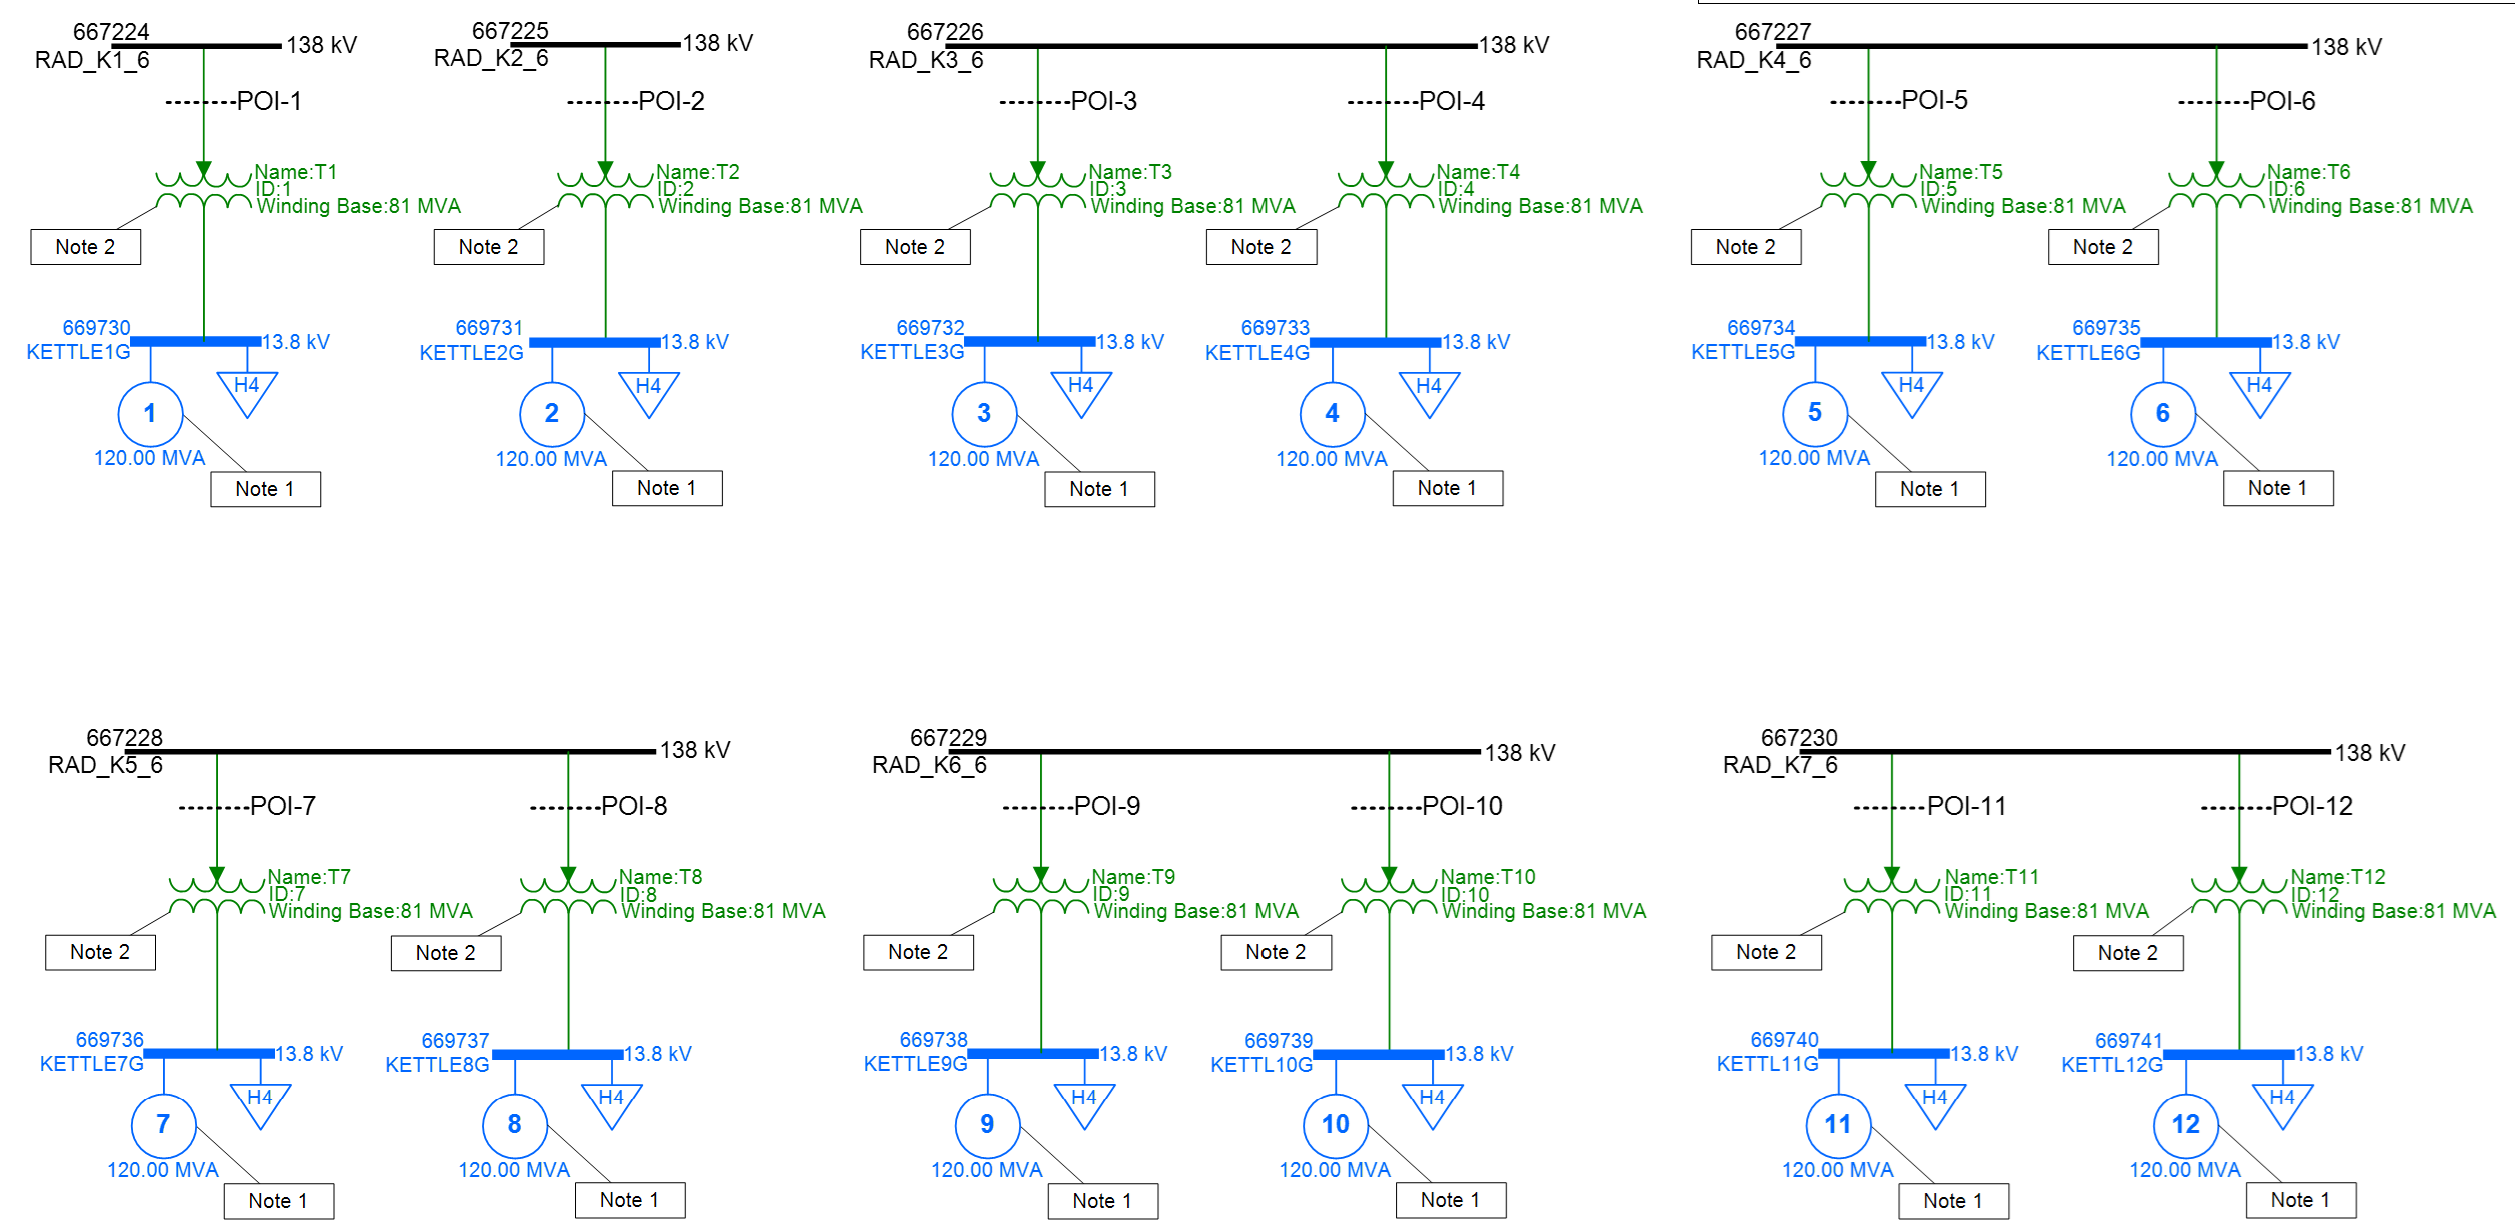 667224
RAD_K1_6
138 kV
POI-1
Name:T1
ID:1
Winding Base:81 MVA
Note 2
669730
KETTLE1G
13.8 kV
H4
1
120.00 MVA
Note 1
667225
RAD_K2_6
138 kV
POI-2
Name:T2
ID:2
Winding Base:81 MVA
Note 2
669731
KETTLE2G
13.8 kV
H4
2
120.00 MVA
Note 1
667226
RAD_K3_6
138 kV
POI-3
Name:T3
ID:3
Winding Base:81 MVA
Note 2
669732
KETTLE3G
13.8 kV
H4
3
120.00 MVA
Note 1
POI-4
Name:T4
ID:4
Winding Base:81 MVA
Note 2
669733
KETTLE4G
13.8 kV
H4
4
120.00 MVA
Note 1
667227
RAD_K4_6
138 kV
POI-5
Name:T5
ID:5
Winding Base:81 MVA
Note 2
669734
KETTLE5G
13.8 kV
H4
5
120.00 MVA
Note 1
POI-6
Name:T6
ID:6
Winding Base:81 MVA
Note 2
669735
KETTLE6G
13.8 kV
H4
6
120.00 MVA
Note 1
667228
RAD_K5_6
138 kV
POI-7
Name:T7
ID:7
Winding Base:81 MVA
Note 2
669736
KETTLE7G
13.8 kV
H4
7
120.00 MVA
Note 1
POI-8
Name:T8
ID:8
Winding Base:81 MVA
Note 2
669737
KETTLE8G
13.8 kV
H4
8
120.00 MVA
Note 1
667229
RAD_K6_6
138 kV
POI-9
Name:T9
ID:9
Winding Base:81 MVA
Note 2
669738
KETTLE9G
13.8 kV
H4
9
120.00 MVA
Note 1
POI-10
Name:T10
ID:10
Winding Base:81 MVA
Note 2
669739
KETTL10G
13.8 kV
H4
10
120.00 MVA
Note 1
667230
RAD_K7_6
138 kV
POI-11
Name:T11
ID:11
Winding Base:81 MVA
Note 2
669740
KETTL11G
13.8 kV
H4
11
120.00 MVA
Note 1
POI-12
Name:T12
ID:12
Winding Base:81 MVA
Note 2
669741
KETTL12G
13.8 kV
H4
12
120.00 MVA
Note 1